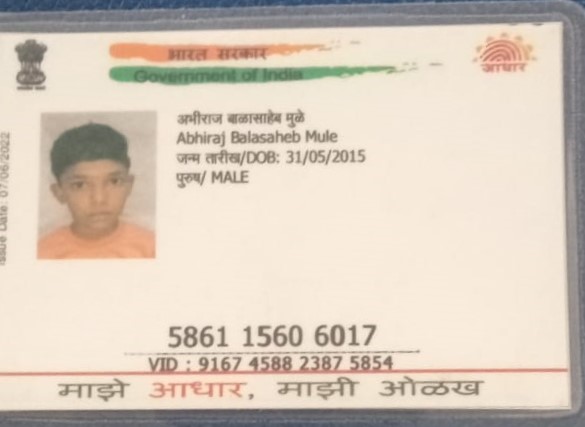 भारत सरकार
Government of India
आधार
Issue Date: 07/06/2022
अभीराज बाळासाहेब मुळे
Abhiraj Balasaheb Mule
जन्म तारीख/DOB: 31/05/2015
पुरुष/ MALE
5861 1560 6017
VID : 9167 4588 2387 5854
माझे आधार, माझी ओळख